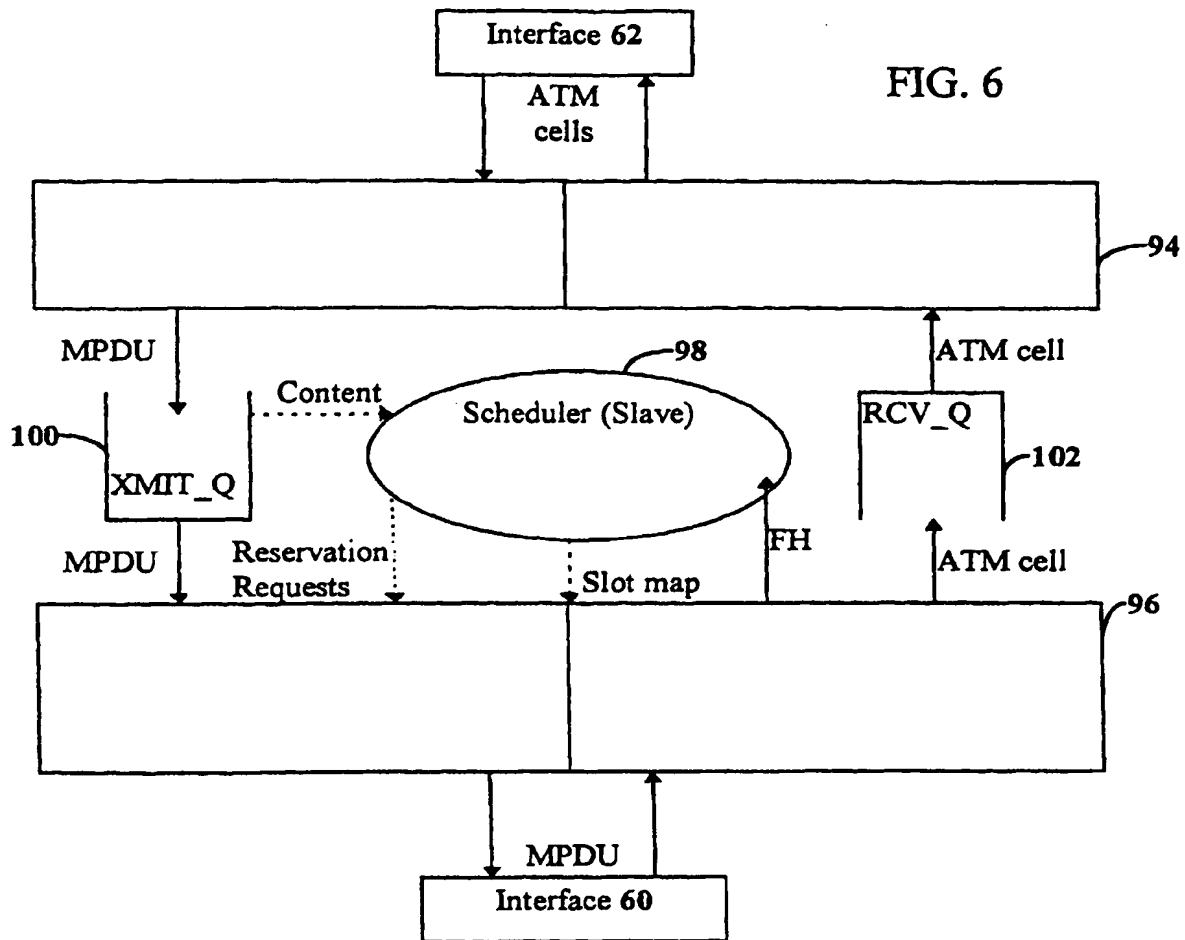 Interface 62
FIG. 6
ATM
cells
94
MPDU
98
ATM cell
Content
Scheduler (Slave)
RCV_Q
100
102
XMIT_Q
MPDU
Reservation
Requests
FH
ATM cell
Slot map
96
MPDU
Interface 60